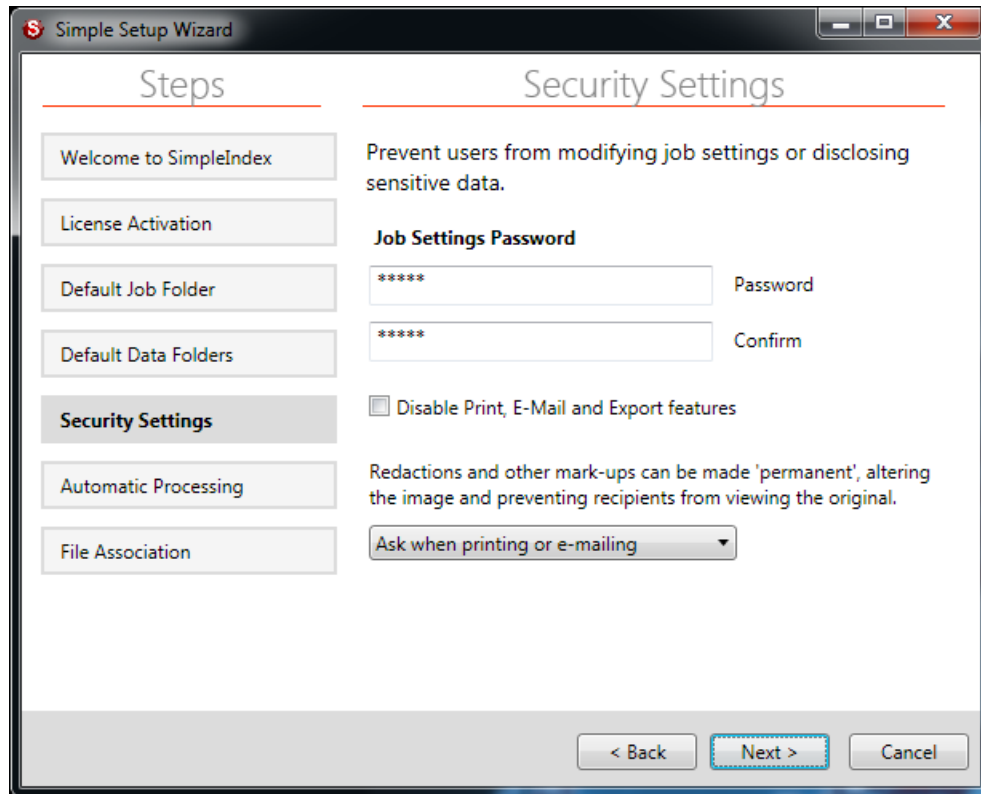 Simple Setup Wizard
Steps
Welcome to SimpleIndex
License Activation
Default Job Folder
Default Data Folders
Security Settings
Automatic Processing
File Association
Security Settings
Prevent users from modifying job settings or disclosing
sensitive data.
Job Settings Password
***** Password
***** Confirm
Disable Print, E-Mail and Export features
Redactions and other mark-ups can be made 'permanent', altering
the image and preventing recipients from viewing the original.
Ask when printing or e-mailing
< Back Next > Cancel